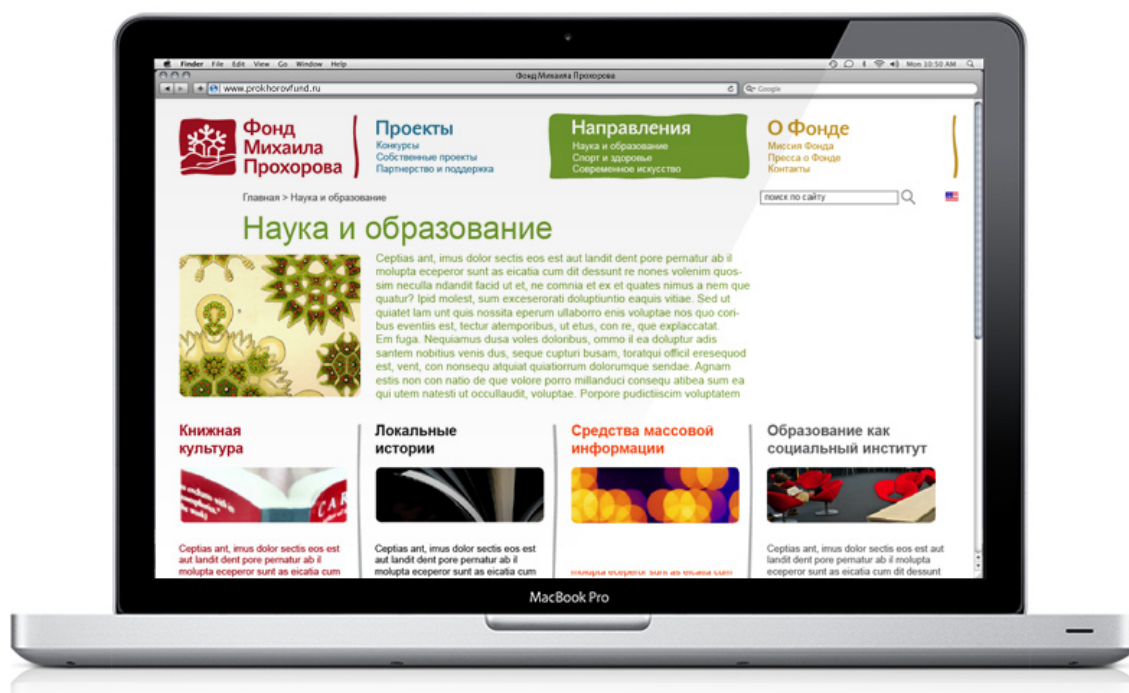 Finder File Edit View Go Window Help
Mon 10:50 AM
Фонд Михаила Прохорова
www.prokhorovfund.ru
Google
Фонд
Михаила
Прохорова
Проекты
Конкурсы
Собственные проекты
Партнерство и поддержка
Направления
Наука и образование
Спорт и здоровье
Современное искусство
О Фонде
Миссия Фонда
Пресса о Фонде
Контакты
Главная > Наука и образование
поиск по сайту
Наука и образование
Ceptias ant, imus dolor sectis eos est aut landit dent pore pernatur ab il
molupta eceperor sunt as eicatia cum dit dessunt re nones volenim quos-
sim neculla ndandit facid ut et, ne comnia et ex et quates nimus a nem que
quatur? Ipid molest, sum exceserorati doluptiuntio eaquis vitiae. Sed ut
quiatet lam unt quis nossita eperum ullaborro enis voluptae nos quo cori-
bus eventiis est, tectur atemporibus, ut etus, con re, que explaccatat.
Em fuga. Nequiamus dusa voles doloribus, ommo il ea doluptur adis
santem nobitius venis dus, seque cupturi busam, toratqui officil eresequod
est, vent, con nonsequ atquiat quiatiorrum dolorumque sendae. Agnam
estis non con natio de que volore porro millanduci consequ atibea sum ea
qui utem natesti ut occullaudit, voluptae. Porpore pudictiiscim voluptatem
Книжная
культура
Ceptias ant, imus dolor sectis eos est
aut landit dent pore pernatur ab il
molupta eceperor sunt as eicatia cum
Локальные
истории
Ceptias ant, imus dolor sectis eos est
aut landit dent pore pernatur ab il
molupta eceperor sunt as eicatia cum
Средства массовой
информации
molupta eceperor sunt as eicatia cum
Образование как
социальный институт
Ceptias ant, imus dolor sectis eos est aut
landit dent pore pernatur ab il molupta
eceperor sunt as eicatia cum dit dessunt
MacBook Pro